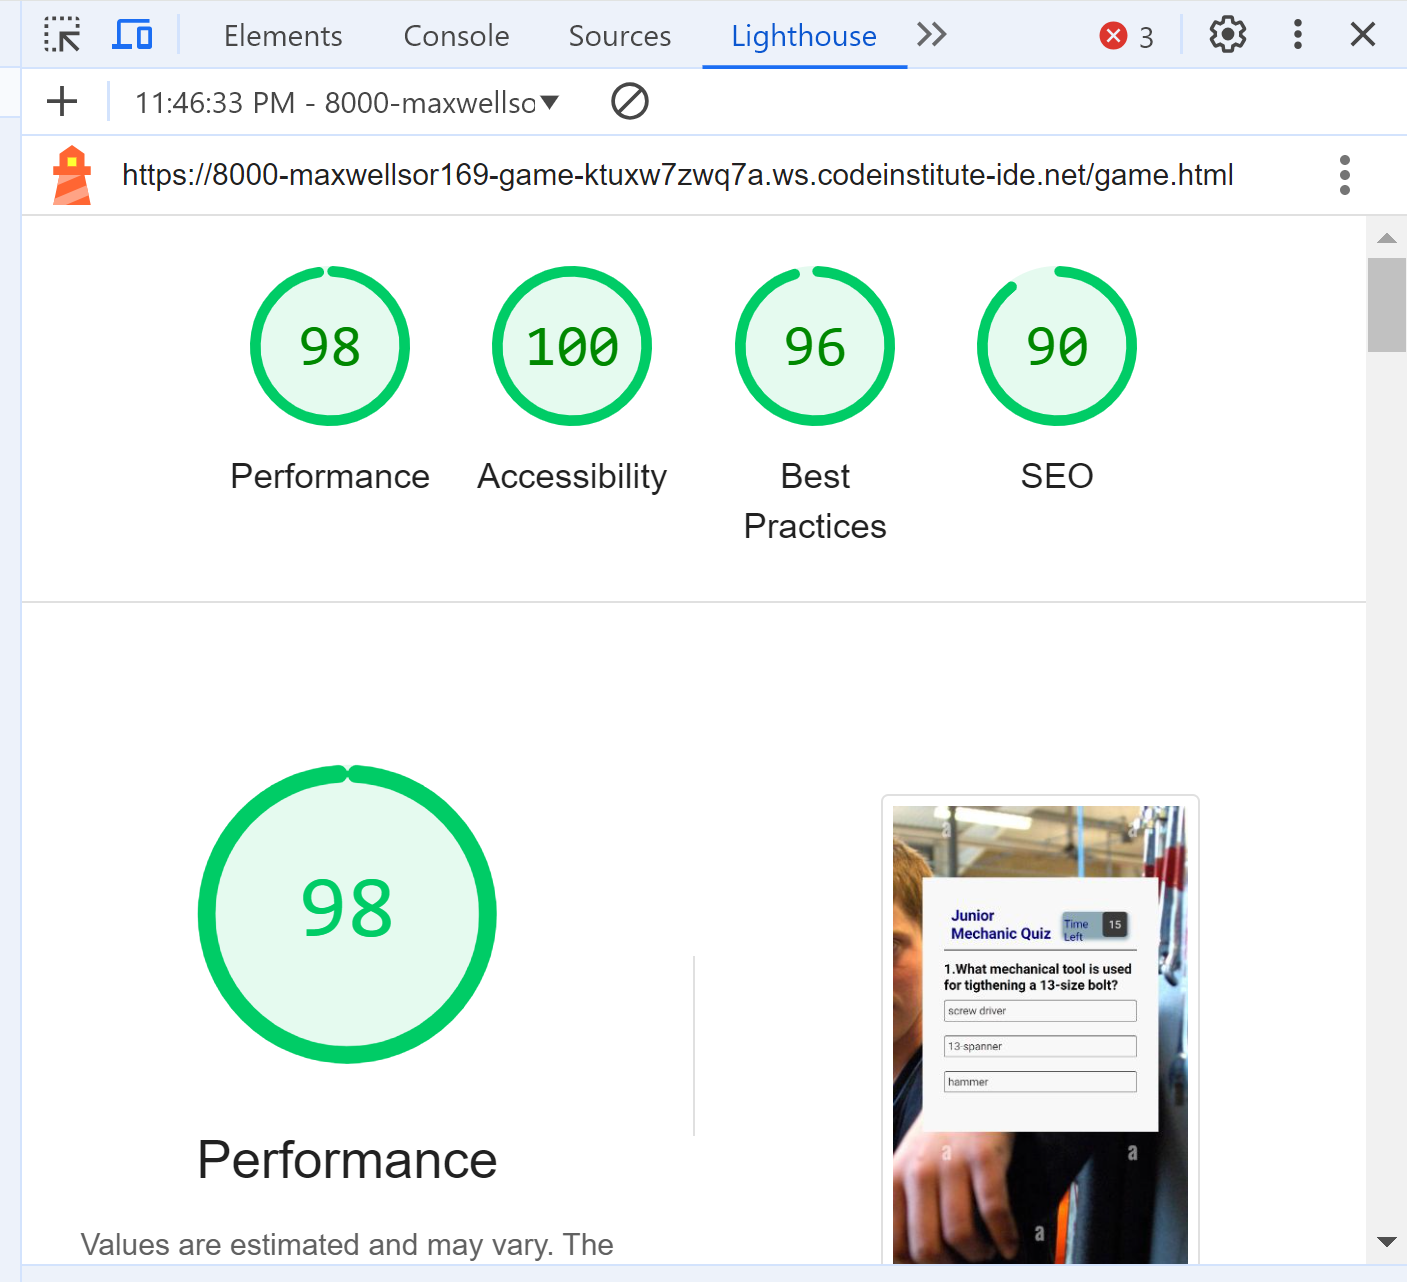 Elements Console Sources Lighthouse 3
11:46:33 PM - 8000-maxwellso
https://8000-maxwellsor169-game-ktuxw7zwq7a.ws.codeinstitute-ide.net/game.html
98 100 96 90
Performance Accessibility Best Practices SEO
98
Performance
Values are estimated and may vary. The
a
a
Junior
Mechanic Quiz
Time
Left
15
1.What mechanical tool is used
for tigthening a 13-size bolt?
screw driver
13-spanner
hammer
a
a
a